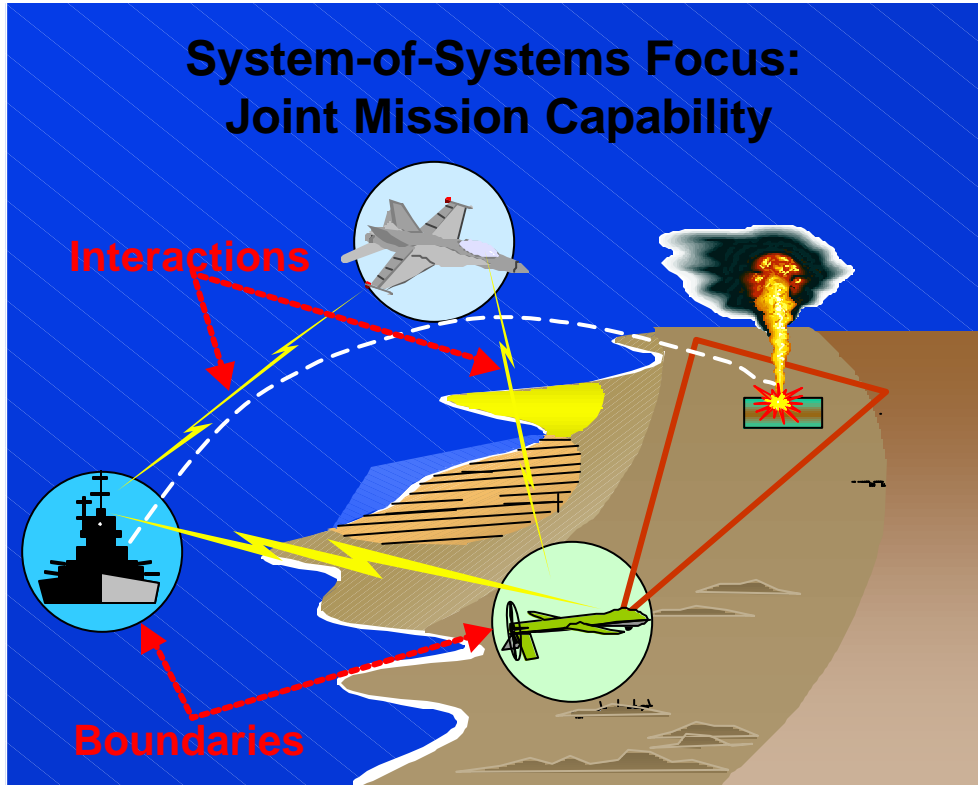 System-of-Systems Focus:
Joint Mission Capability
Interactions
Boundaries